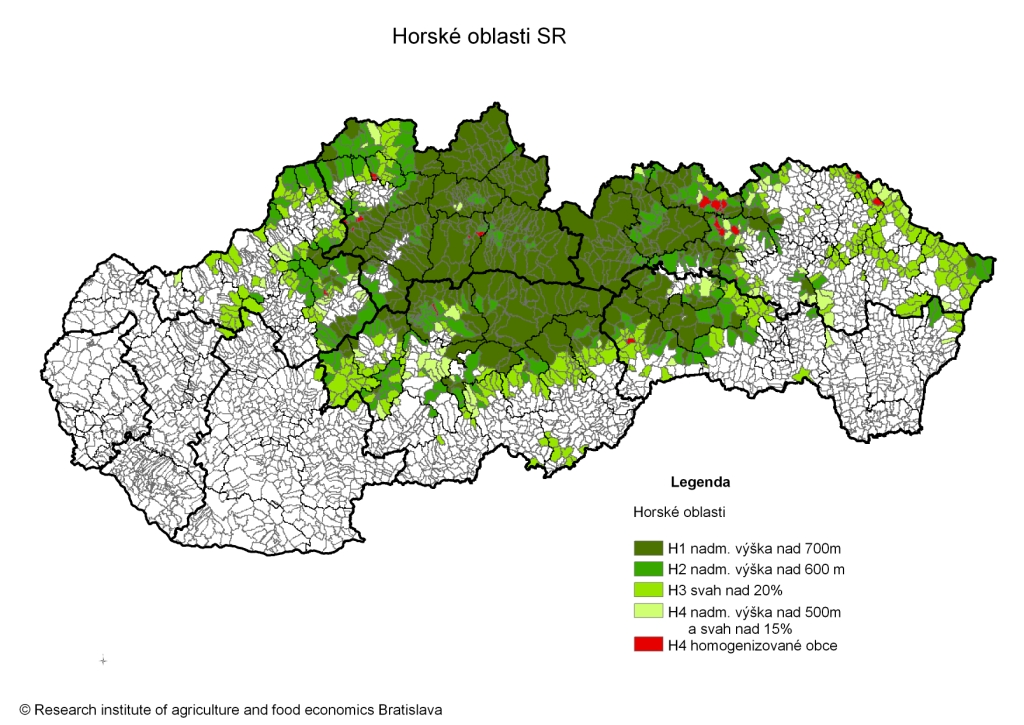 Horské oblasti SR
Legenda
Horské oblasti
H1 nadm. výška nad 700m
H2 nadm. výška nad 600 m
H3 svah nad 20%
H4 nadm. výška nad 500m
a svah nad 15%
H4 homogenizované obce
© Research institute of agriculture and food economics Bratislava